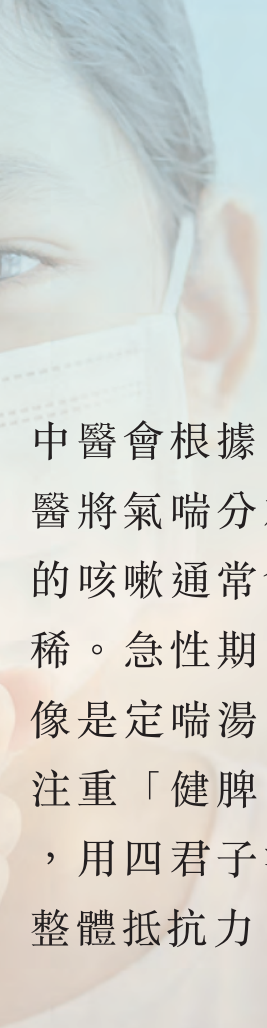 中醫會根據
醫將氣喘分
的咳嗽通常
稀。急性期
像是定喘湯
注重「健脾
，用四君子
整體抵抗力